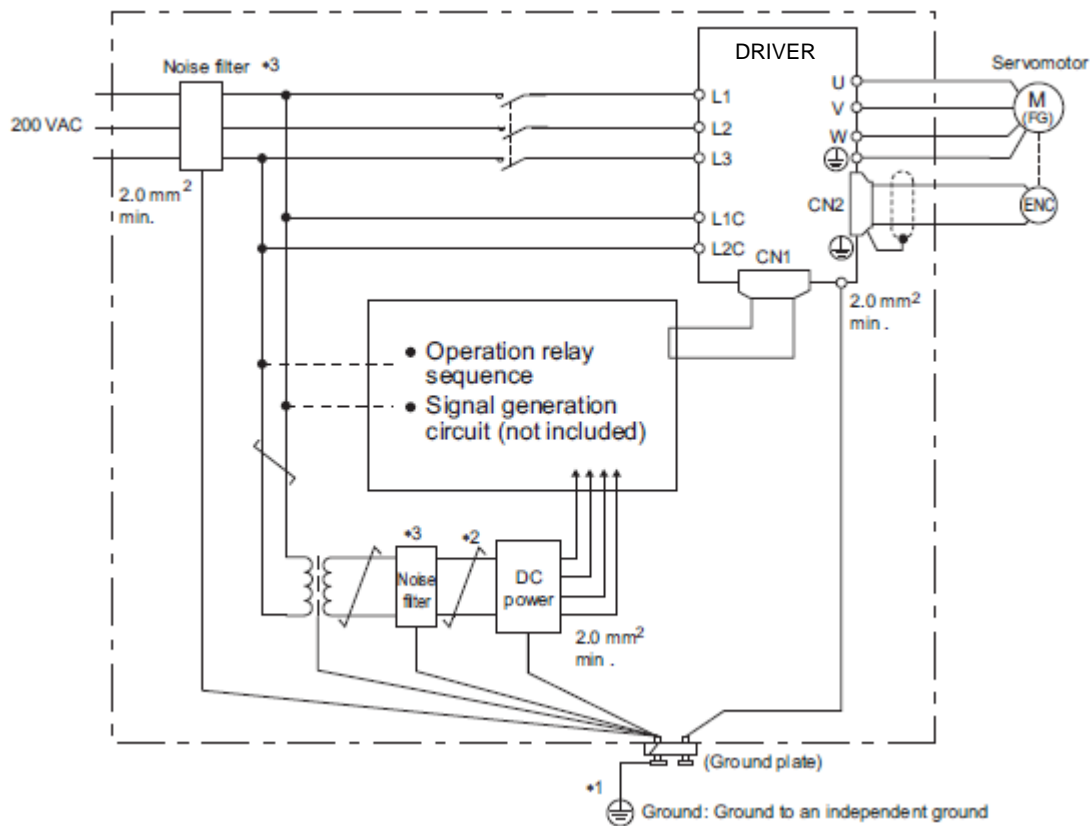 DRIVER
Noise filter *3
Servomotor
L1
U
M
(FG)
V
200 VAC
L2
W
L3
2.0 mm²
min.
CN2
ENC
L1C
L2C
CN1
2.0 mm²
min .
● Operation relay
sequence
● Signal generation
circuit (not included)
*3
*2
Noise
filter
DC
power
2.0 mm²
min .
(Ground plate)
*1
Ground: Ground to an independent ground